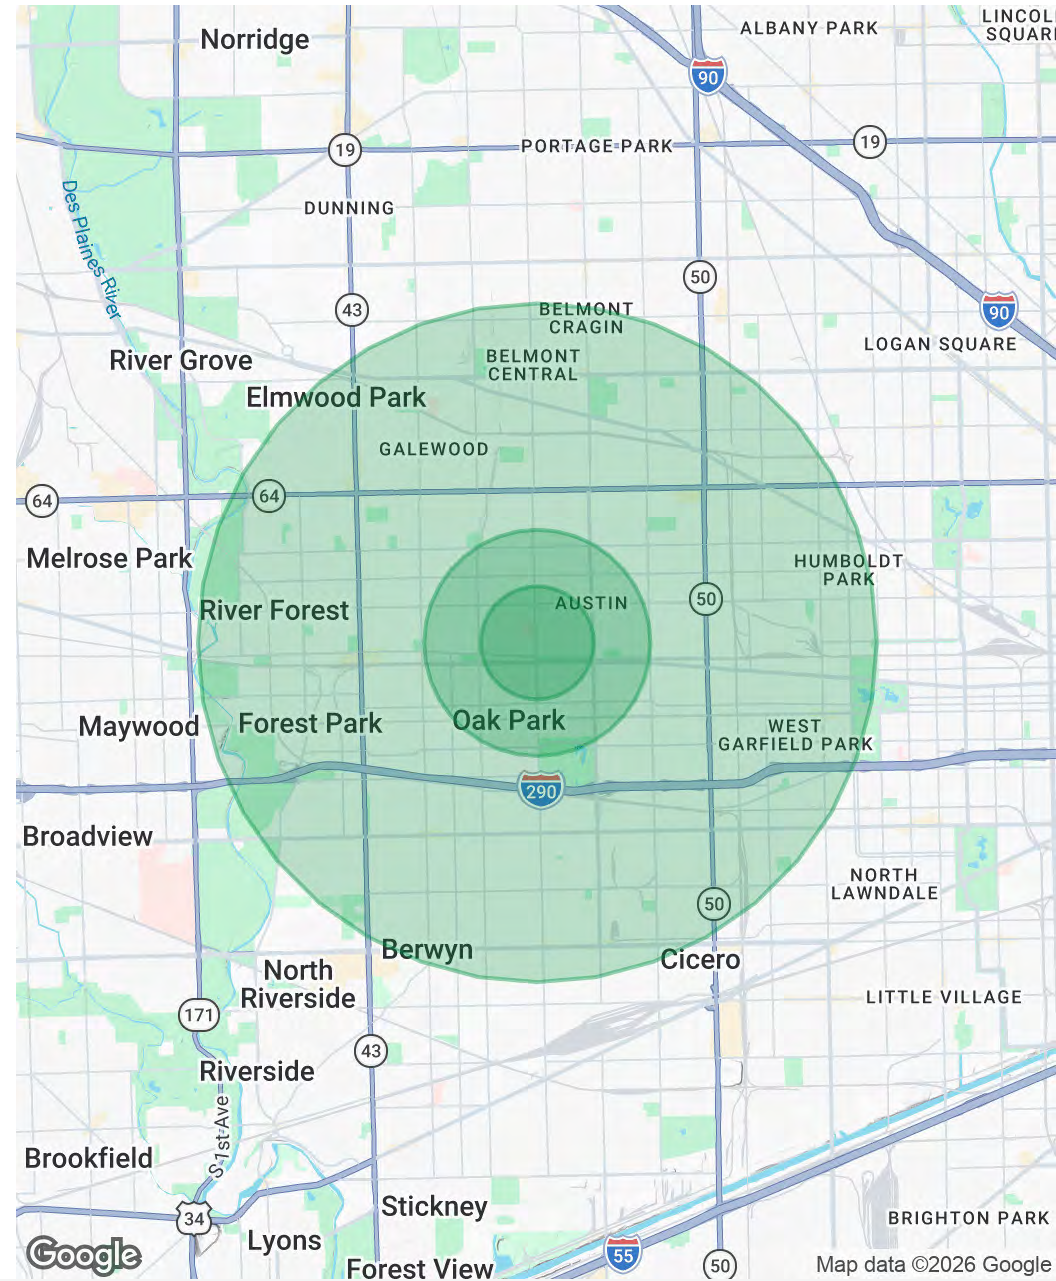 Norridge
ALBANY PARK
LINCOL
SQUAR
90
19
PORTAGE PARK
19
DUNNING
Des Plaines River
50
43
BELMONT
CRAGIN
90
LOGAN SQUARE
River Grove
BELMONT
CENTRAL
Elmwood Park
GALEWOOD
64
64
Melrose Park
HUMBOLDT
PARK
River Forest
AUSTIN
50
Maywood
Forest Park
Oak Park
WEST
GARFIELD PARK
290
Broadview
NORTH
LAWNDALE
50
Berwyn
Cicero
North
Riverside
LITTLE VILLAGE
171
43
Riverside
S 1st Ave
Brookfield
Stickney
34
BRIGHTON PARK
Lyons
55
Google
Forest View
50
Map data ©2026 Google